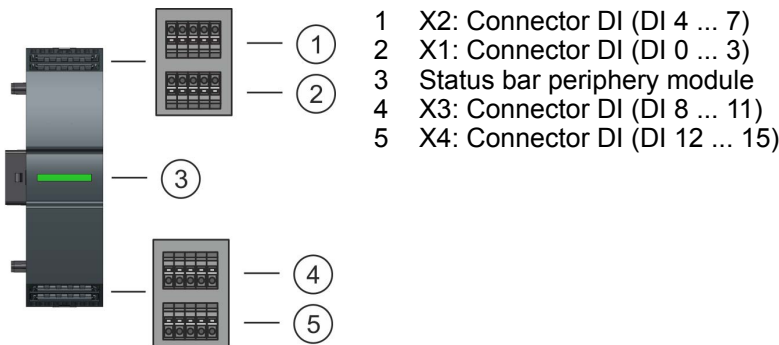 1 X2: Connector DI (DI 4 ... 7)
2 X1: Connector DI (DI 0 ... 3)
3 Status bar periphery module
4 X3: Connector DI (DI 8 ... 11)
5 X4: Connector DI (DI 12 ... 15)
1
2
3
4
5